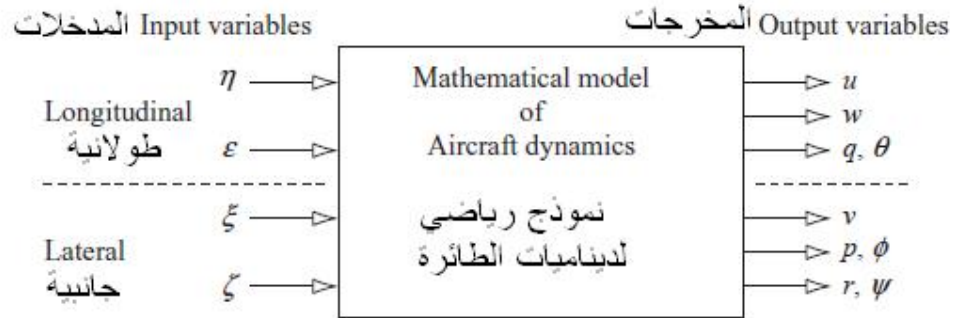 المدخلات Input variables
المخرجات Output variables
η
Longitudinal
طولانية
ε
ξ
Lateral
جانبية
ζ
Mathematical model
of
Aircraft dynamics
نموذج رياضي
لديناميات الطائرة
u
w
q, θ
v
p, ϕ
r, ψ